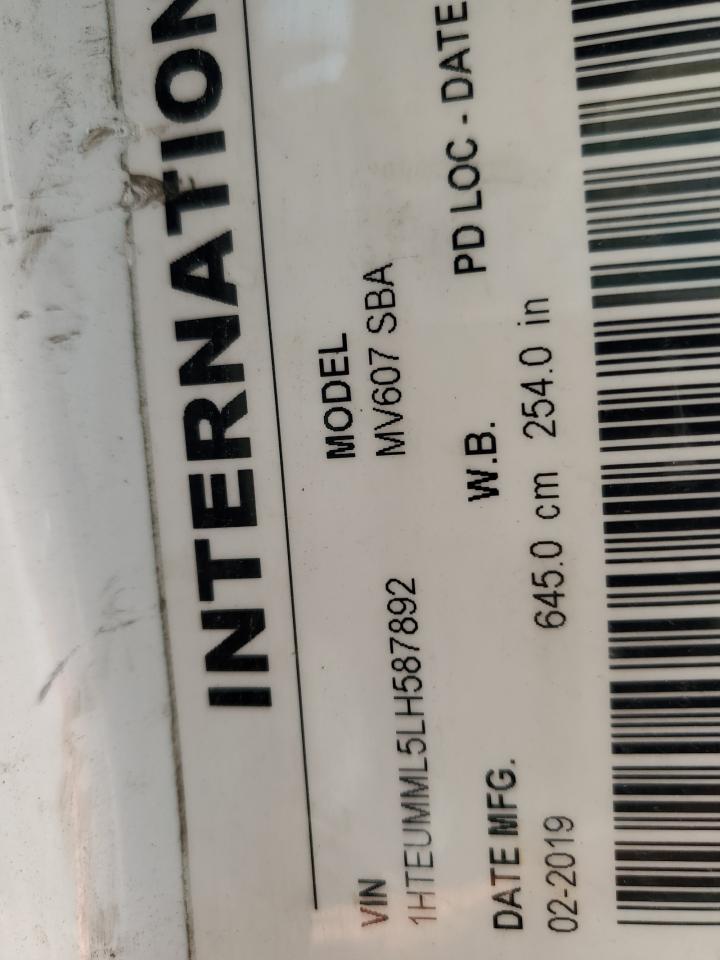 INTERNATION
VIN MODEL
1HTEUMML5LH587892 MV607 SBA
DATE MFG. W.B. PD LOC - DATE
02-2019 645.0 cm 254.0 in